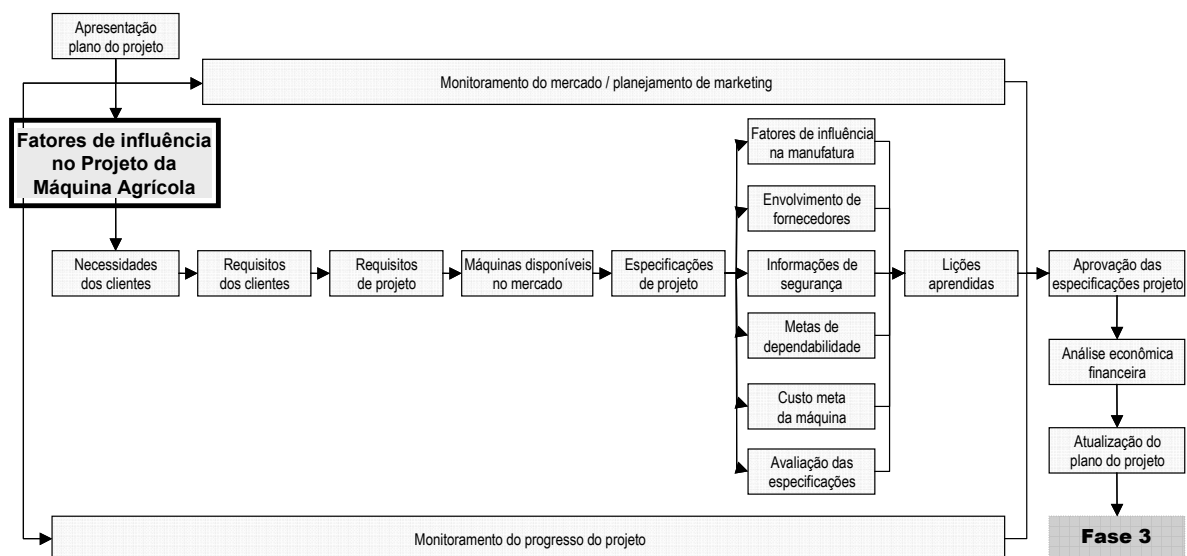 Apresentação
plano do projeto
Monitoramento do mercado / planejamento de marketing
Fatores de influência
no Projeto da
Máquina Agrícola
Necessidades
dos clientes
Requisitos
dos clientes
Requisitos
de projeto
Máquinas disponíveis
no mercado
Especificações
de projeto
Fatores de influência
na manufatura
Envolvimento de
fornecedores
Informações de
segurança
Metas de
dependabilidade
Custo meta
da máquina
Avaliação das
especificações
Lições
aprendidas
Aprovação das
especificações projeto
Análise econômica
financeira
Atualização do
plano do projeto
Fase 3
Monitoramento do progresso do projeto